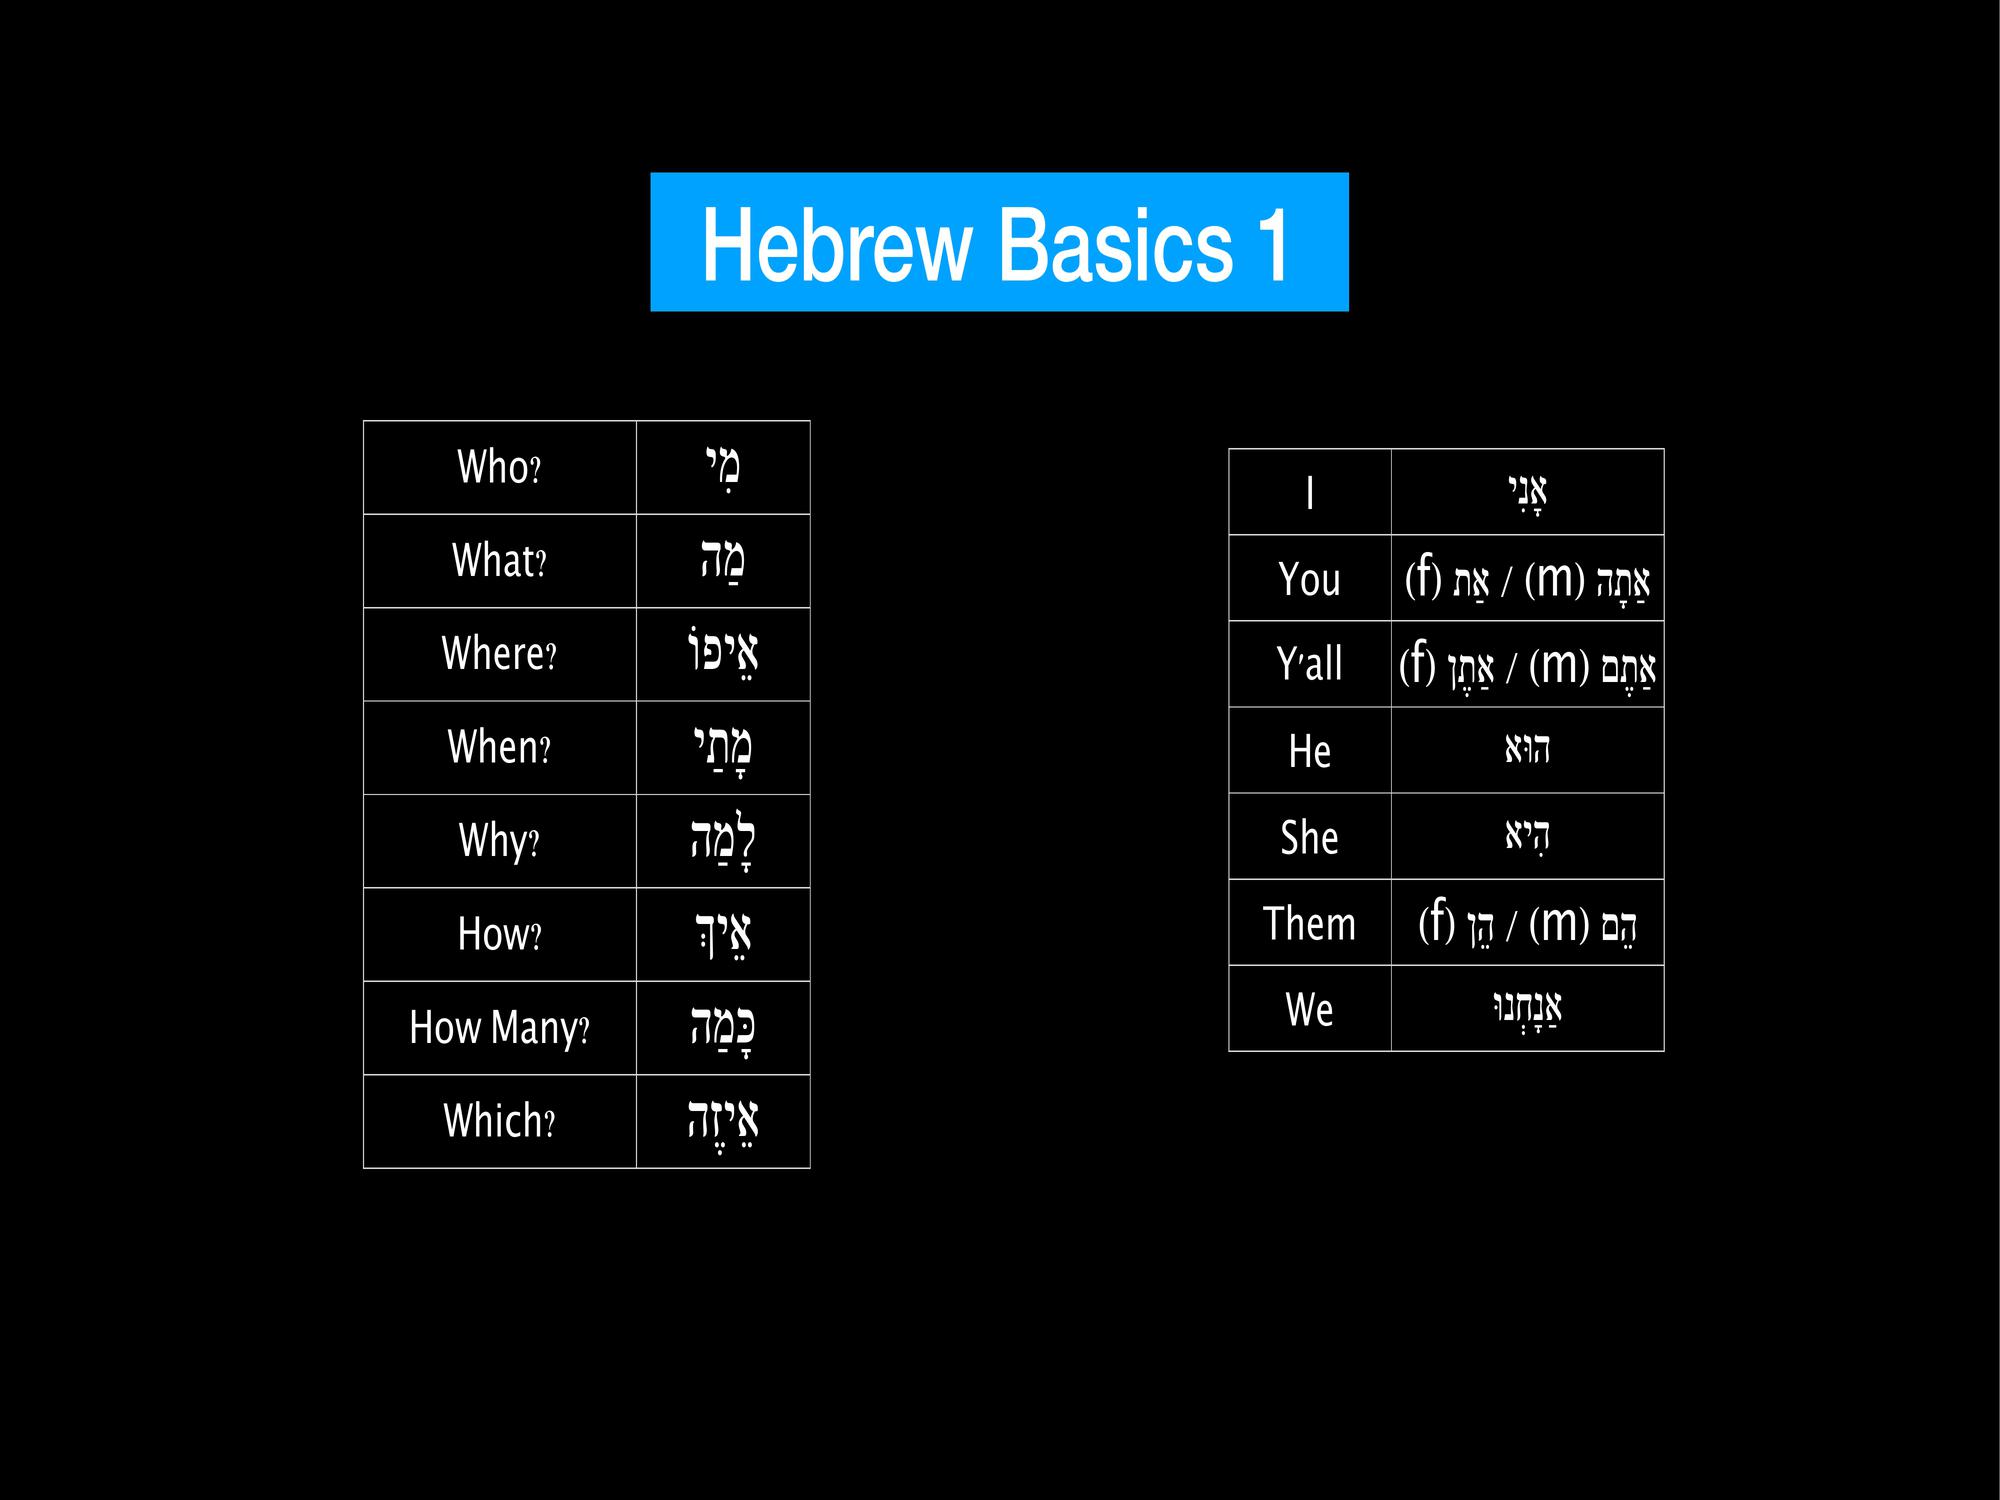 Hebrew Basics 1
Who? מִי
What? מַה
Where? אֵיפוֹ
When? מָתַי
Why? לָמַה
How? אֵיךְ
How Many? כָּמַה
Which? אֵיזֶה
I אָנִי
You אַתָה (m) / אַת (f)
Y'all אַתֶם (m) / אַתֶן (f)
He הוּא
She הִיא
Them הֵם (m) / הֵן (f)
We אַנָחְנוּ